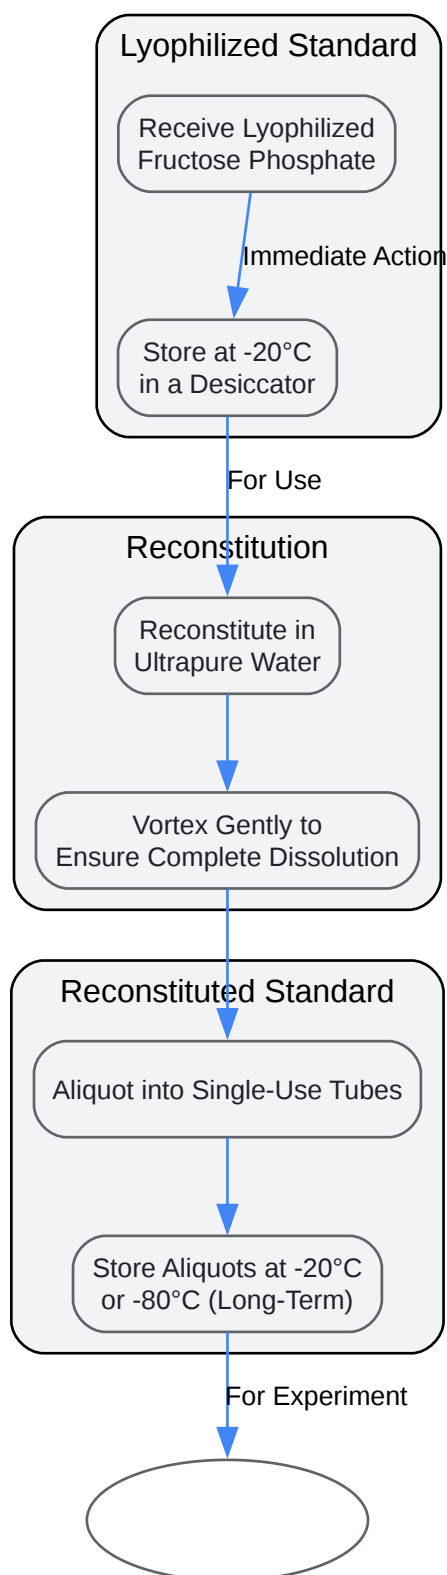 Lyophilized Standard
Receive Lyophilized
Fructose Phosphate
Immediate Action
Store at -20°C
in a Desiccator
For Use
Reconstitution
Reconstitute in
Ultrapure Water
Vortex Gently to
Ensure Complete Dissolution
Reconstituted Standard
Aliquot into Single-Use Tubes
Store Aliquots at -20°C
or -80°C (Long-Term)
For Experiment